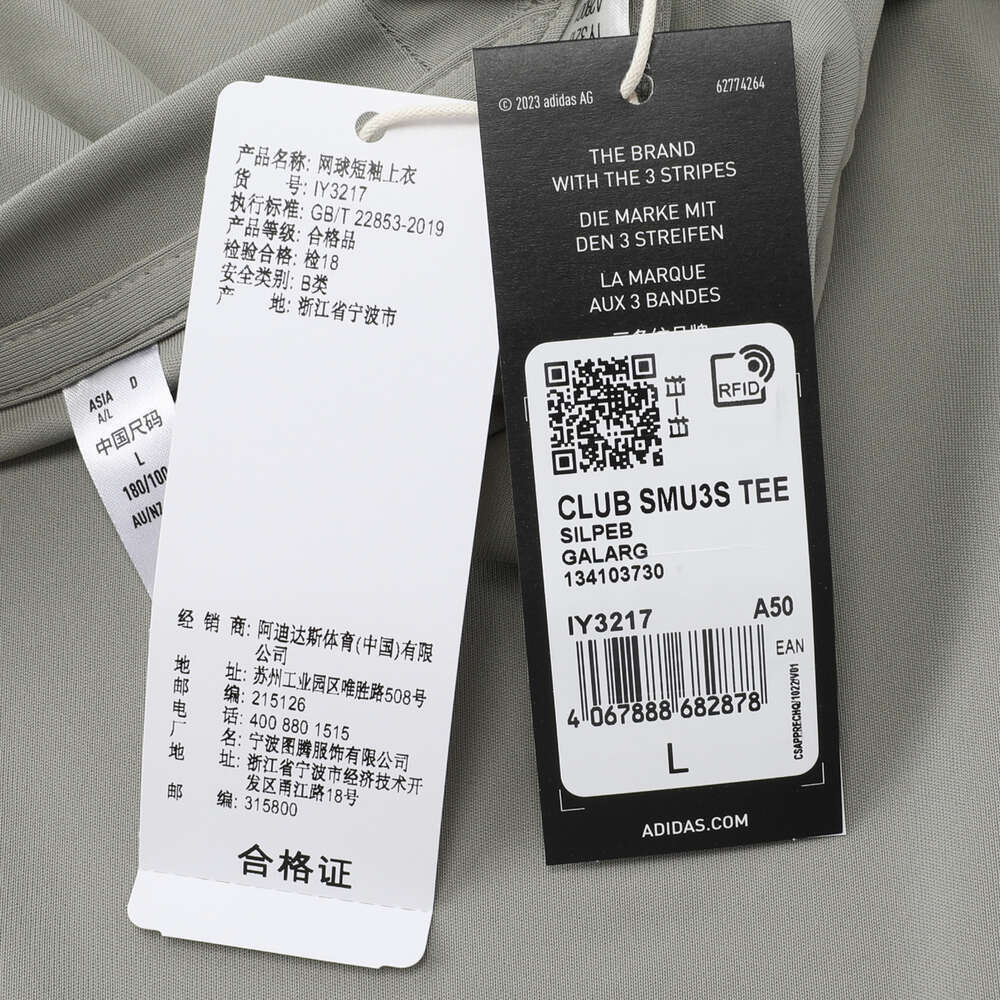 产品名称: 网球短袖上衣
货 号: IY3217
执行标准: GB/T 22853-2019
产品等级: 合格品
检验合格: 检18
安全类别: B类
产 地: 浙江省宁波市
经 销 商: 阿迪达斯体育(中国)有限
公司
地 址: 苏州工业园区唯胜路508号
邮 编: 215126
电 话: 400 880 1515
厂 名: 宁波图腾服饰有限公司
地 址: 浙江省宁波市经济技术开
发区甬江路18号
邮 编: 315800
合格证
ASIA D
A/L
中国尺码
L
180/100
AU/NZ
© 2023 adidas AG
62774264
THE BRAND
WITH THE 3 STRIPES
DIE MARKE MIT
DEN 3 STREIFEN
LA MARQUE
AUX 3 BANDES
RFID
CLUB SMU3S TEE
SILPEB
GALARG
134103730
IY3217 A50
EAN
4 067888 682878
CSAPPRECHQ/1022/V01
L
ADIDAS.COM